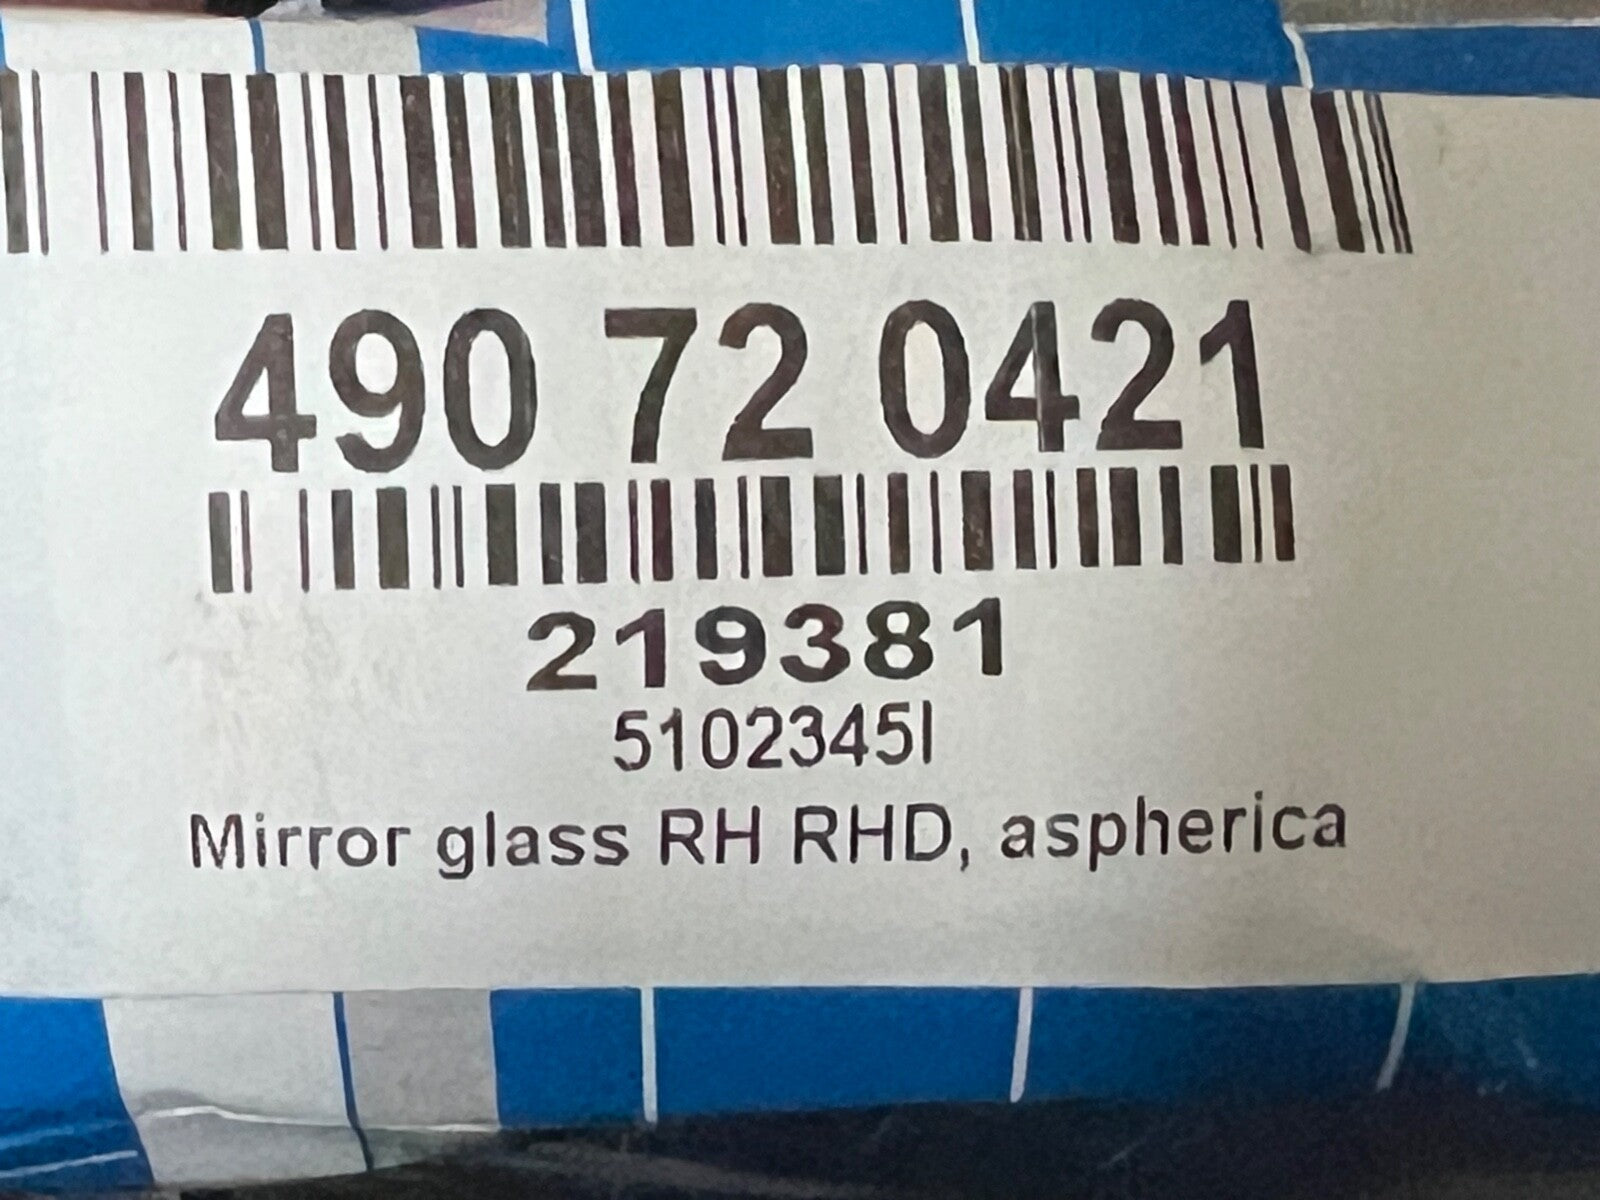 490 72 0421
219381
5102345I
Mirror glass RH RHD, aspherica